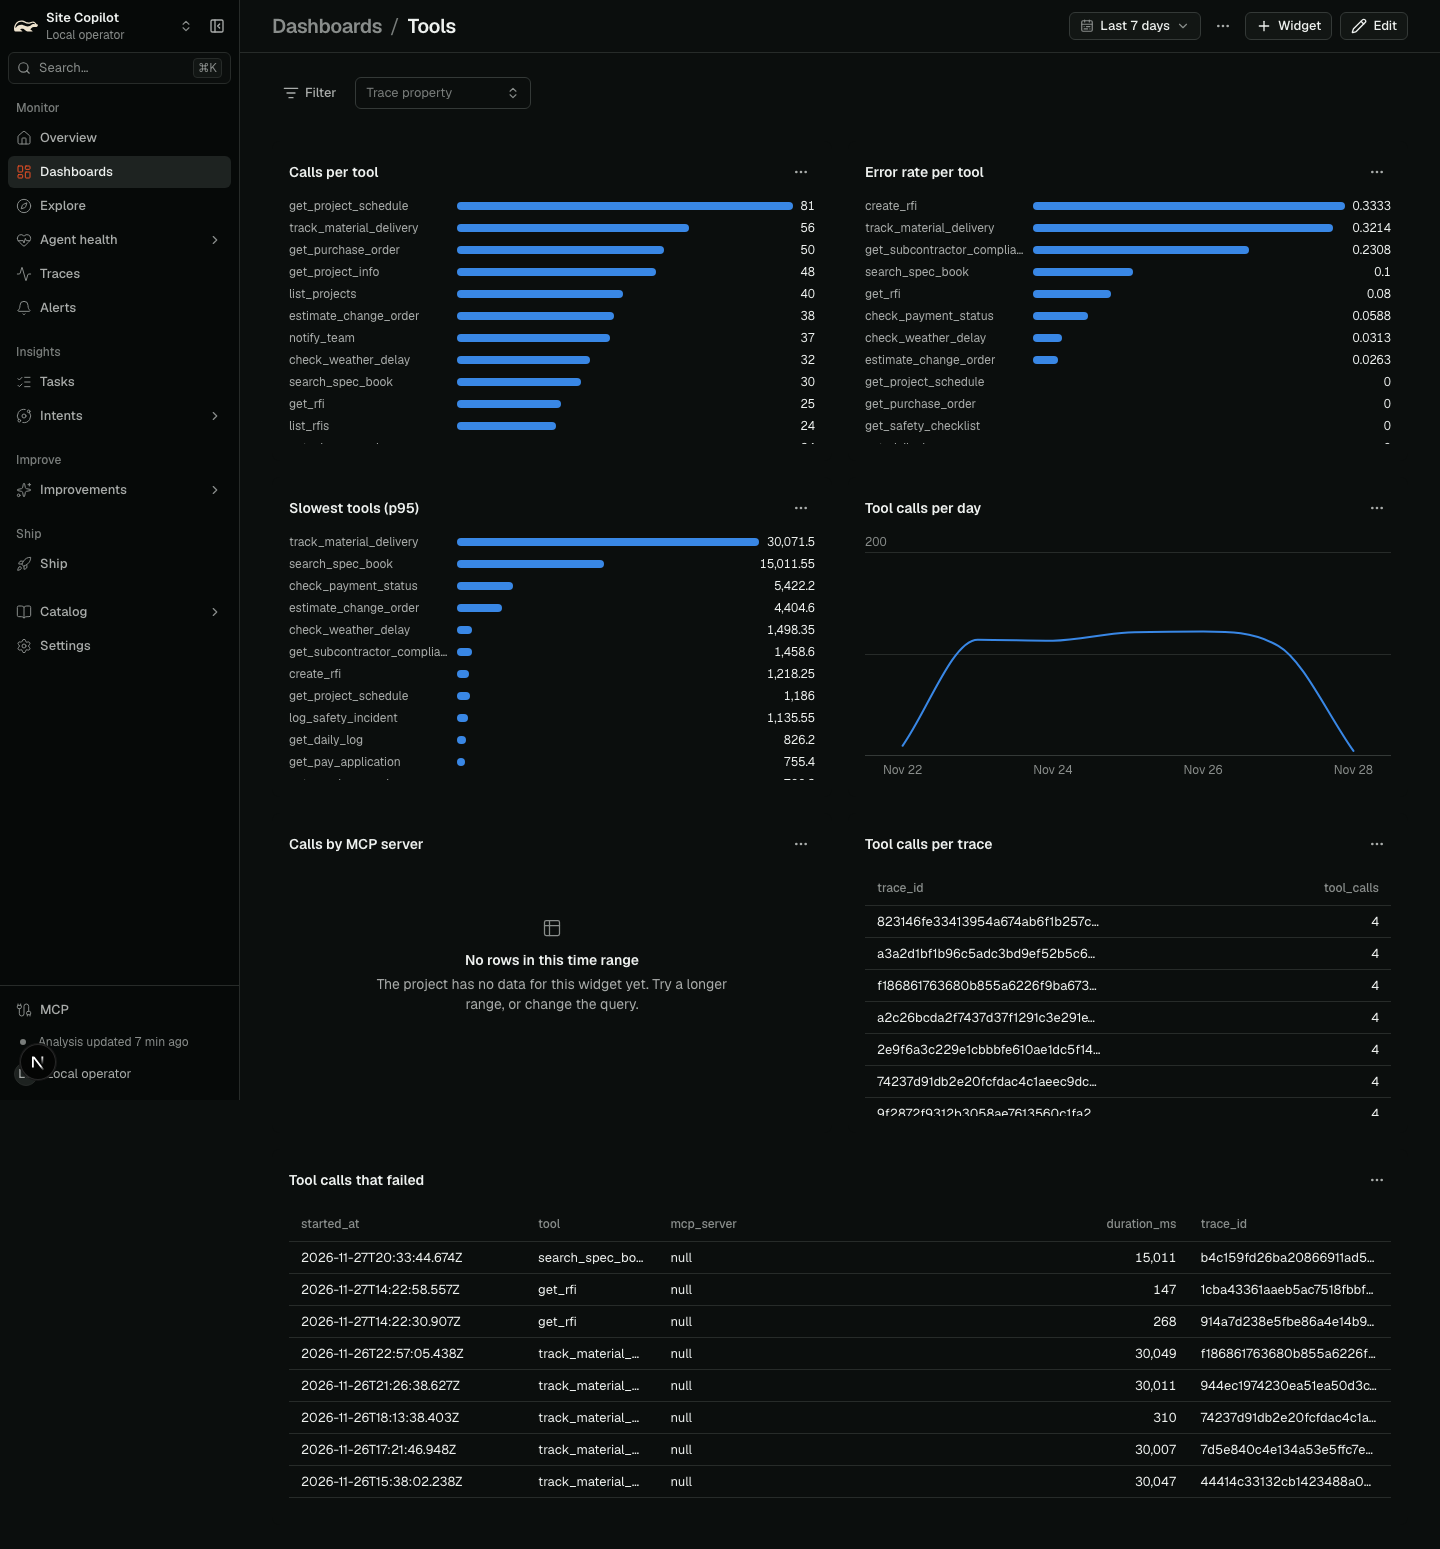 Site Copilot
Local operator
Search...
⌘K
Monitor
Overview
Dashboards
Explore
Agent health
Traces
Alerts
Insights
Tasks
Intents
Improve
Improvements
Ship
Ship
Catalog
Settings
MCP
Analysis updated 7 min ago
Local operator
Dashboards / Tools
Last 7 days
Widget
Edit
Filter
Trace property
Calls per tool
get_project_schedule 81
track_material_delivery 56
get_purchase_order 50
get_project_info 48
list_projects 40
estimate_change_order 38
notify_team 37
check_weather_delay 32
search_spec_book 30
get_rfi 25
list_rfis 24
Error rate per tool
create_rfi 0.3333
track_material_delivery 0.3214
get_subcontractor_complia... 0.2308
search_spec_book 0.1
get_rfi 0.08
check_payment_status 0.0588
check_weather_delay 0.0313
estimate_change_order 0.0263
get_project_schedule 0
get_purchase_order 0
get_safety_checklist 0
Slowest tools (p95)
track_material_delivery 30,071.5
search_spec_book 15,011.55
check_payment_status 5,422.2
estimate_change_order 4,404.6
check_weather_delay 1,498.35
get_subcontractor_complia... 1,458.6
create_rfi 1,218.25
get_project_schedule 1,186
log_safety_incident 1,135.55
get_daily_log 826.2
get_pay_application 755.4
Tool calls per day
200
Nov 22 Nov 24 Nov 26 Nov 28
Calls by MCP server
No rows in this time range
The project has no data for this widget yet. Try a longer
range, or change the query.
Tool calls per trace
trace_id tool_calls
823146fe33413954a674ab6f1b257c... 4
a3a2d1bf1b96c5adc3bd9ef52b5c6... 4
f186861763680b855a6226f9ba673... 4
a2c26bcda2f7437d37f1291c3e291e... 4
2e9f6a3c229e1cbbbfe610ae1dc5f14... 4
74237d91db2e20fcfdac4c1aeec9dc... 4
9f2872f9312b3058ae7613560c1fa2 4
Tool calls that failed
started_at tool mcp_server duration_ms trace_id
2026-11-27T20:33:44.674Z search_spec_bo... null 15,011 b4c159fd26ba20866911ad5...
2026-11-27T14:22:58.557Z get_rfi null 147 1cba43361aaeb5ac7518fbbf...
2026-11-27T14:22:30.907Z get_rfi null 268 914a7d238e5fbe86a4e14b9...
2026-11-26T22:57:05.438Z track_material_... null 30,049 f186861763680b855a6226f...
2026-11-26T21:26:38.627Z track_material_... null 30,011 944ec1974230ea51ea50d3c...
2026-11-26T18:13:38.403Z track_material_... null 310 74237d91db2e20fcfdac4c1a...
2026-11-26T17:21:46.948Z track_material_... null 30,007 7d5e840c4e134a53e5ffc7e...
2026-11-26T15:38:02.238Z track_material_... null 30,047 44414c33132cb1423488a0...